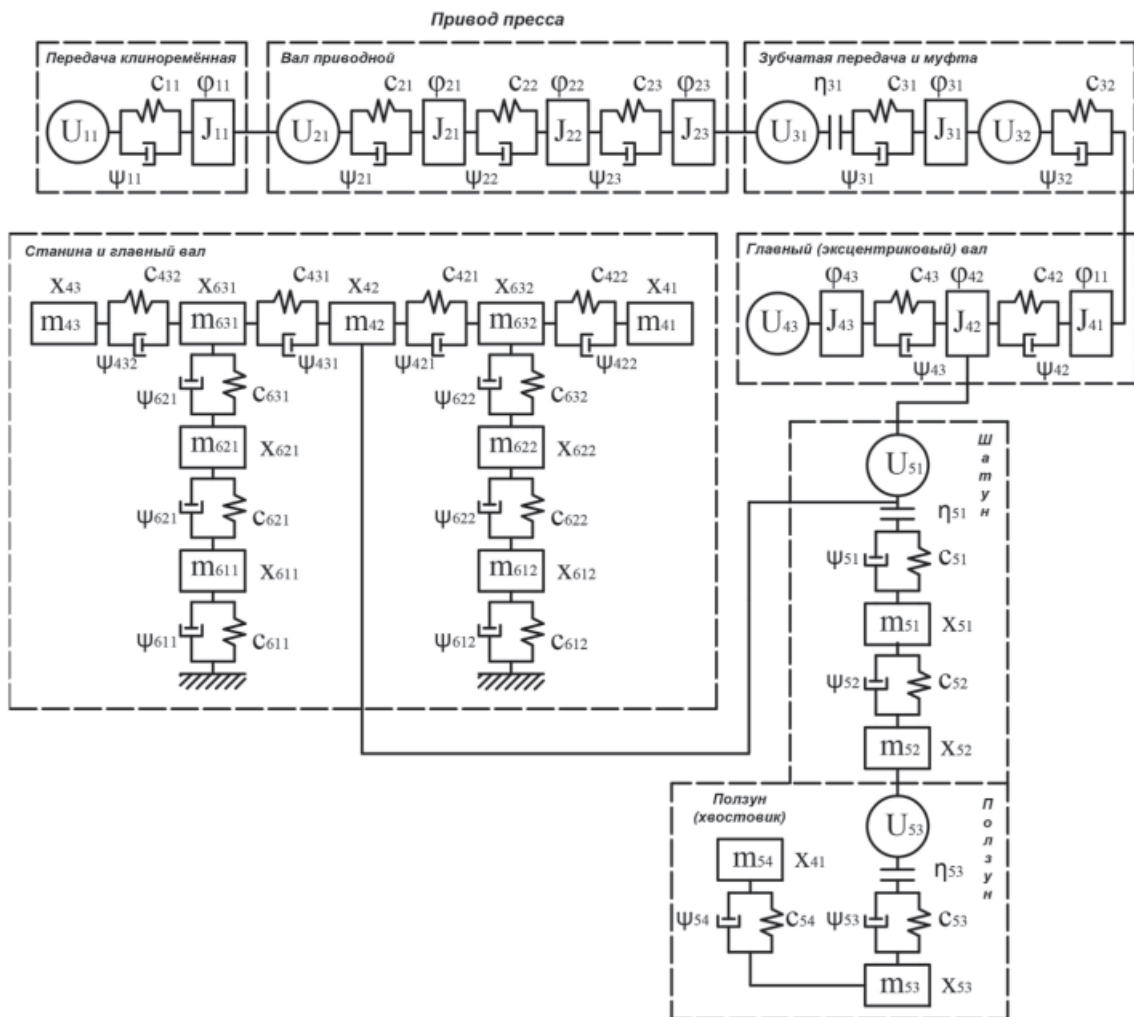 Привод пресса
Передача клиноремённая
c11 φ11
U11 J11
ψ11
Вал приводной
c21 φ21 c22 φ22 c23 φ23
U21 J21 J22 J23
ψ21 ψ22 ψ23
Зубчатая передача и муфта
η31 c31 φ31 c32
U31 J31 U32
ψ31 ψ32
Станина и главный вал
x43 c432 x631 c431 x42 c421 x632 c422 x41
m43 m631 m42 m632 m41
ψ432 ψ431 ψ421 ψ422
ψ621 c631 ψ622 c632
m621 x621 m622 x622
ψ621 c621 ψ622 c622
m611 x611 m612 x612
ψ611 c611 ψ612 c612
Главный (эксцентриковый) вал
φ43 c43 φ42 c42 φ11
U43 J43 J42 J41
ψ43 ψ42
Шатун
U51
η51
ψ51 c51
m51 x51
ψ52 c52
m52 x52
Ползун
(хвостовик)
Ползун
U53
m54 x41
η53
ψ54 c54 ψ53 c53
m53 x53